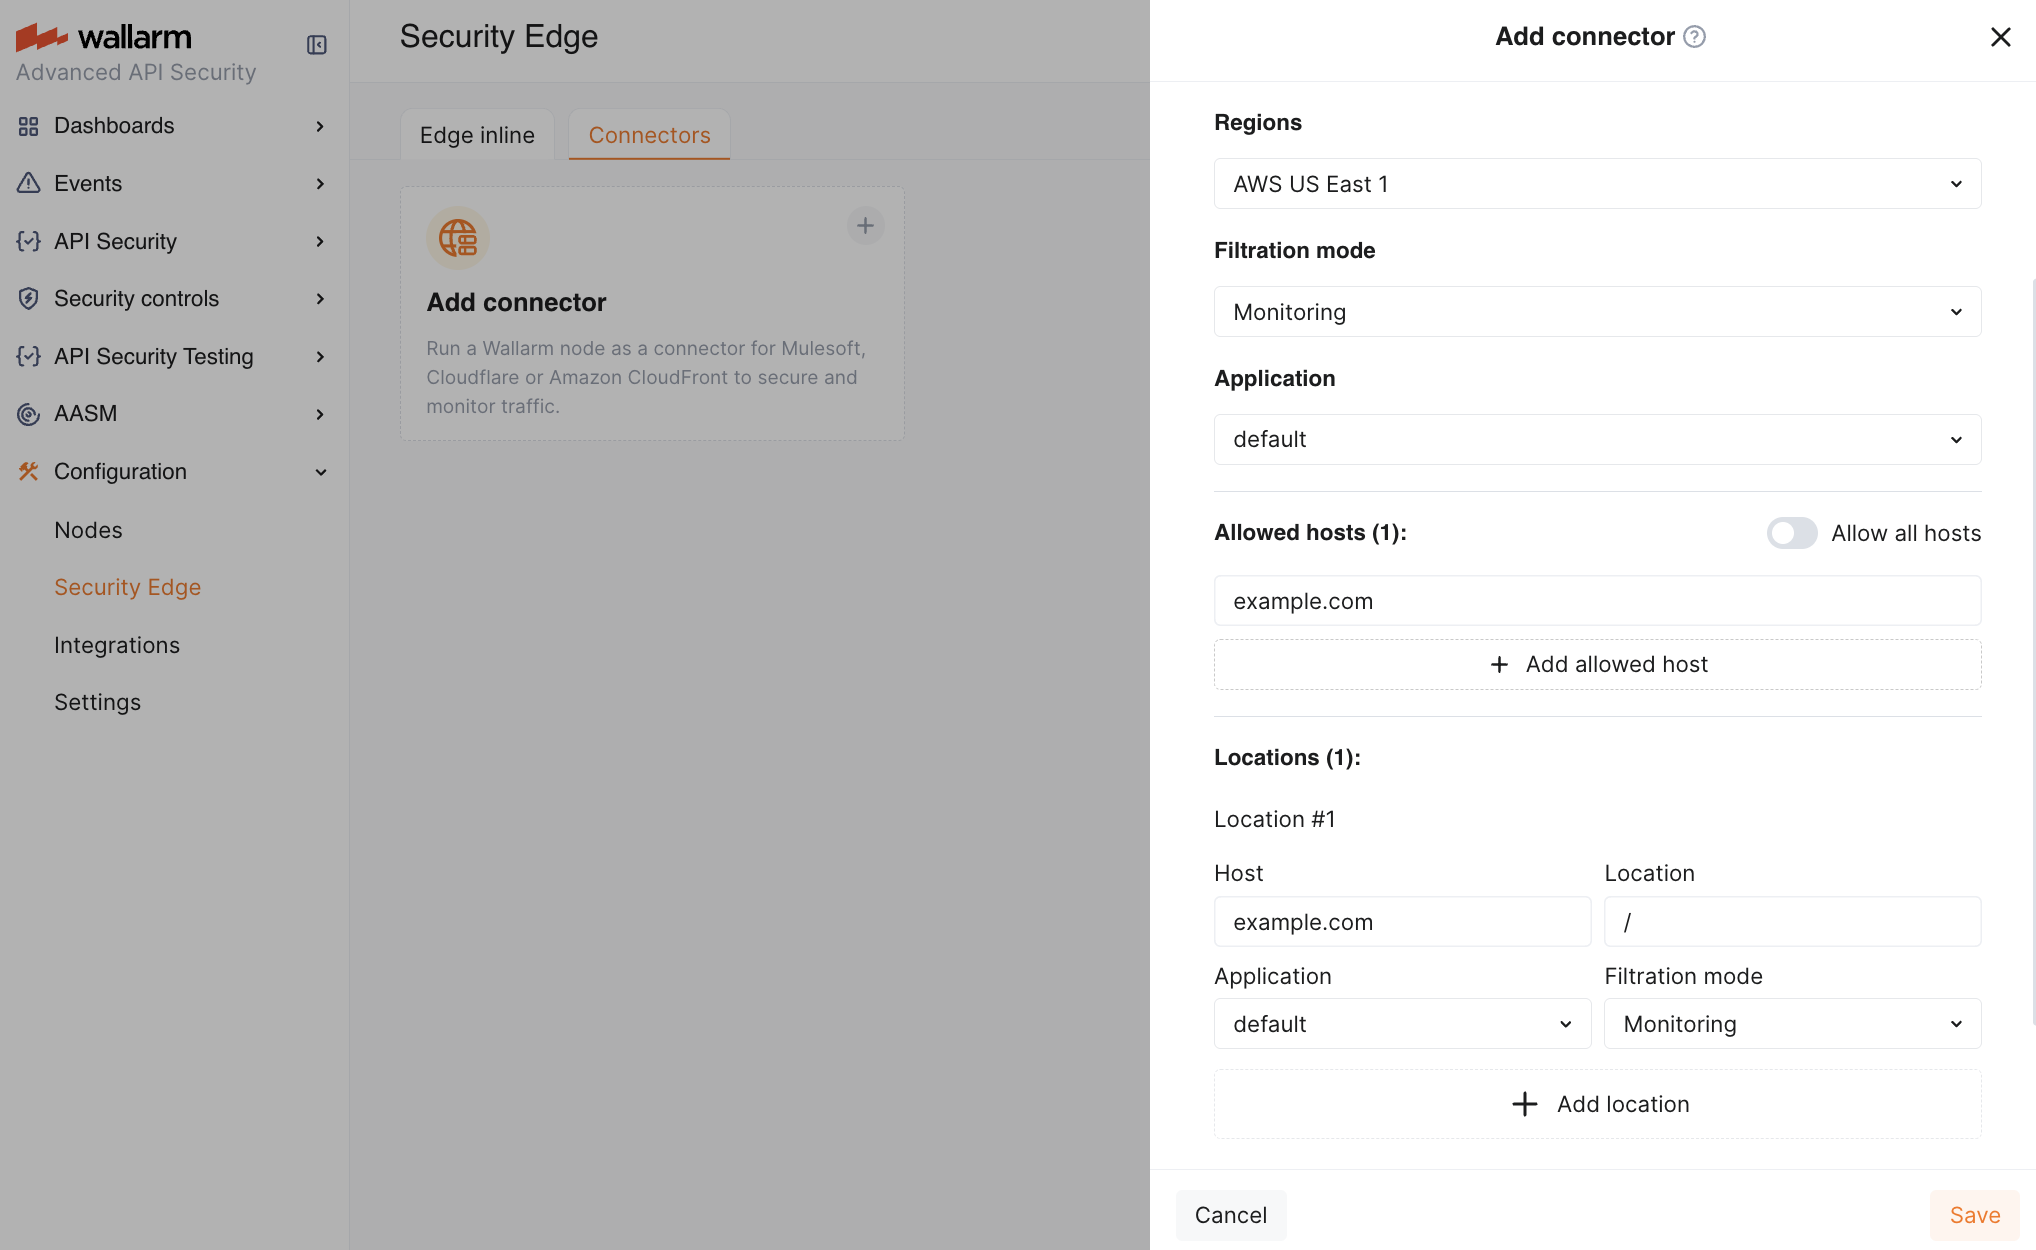 wallarm
Advanced API Security
Dashboards
Events
API Security
Security controls
API Security Testing
AASM
Configuration
Nodes
Security Edge
Integrations
Settings
Security Edge
Edge inline
Connectors
Add connector
Run a Wallarm node as a connector for Mulesoft,
Cloudflare or Amazon CloudFront to secure and
monitor traffic.
Add connector ?
Regions
AWS US East 1
Filtration mode
Monitoring
Application
default
Allowed hosts (1):
Allow all hosts
example.com
+ Add allowed host
Locations (1):
Location #1
Host
Location
example.com
/
Application
Filtration mode
default
Monitoring
+ Add location
Cancel
Save